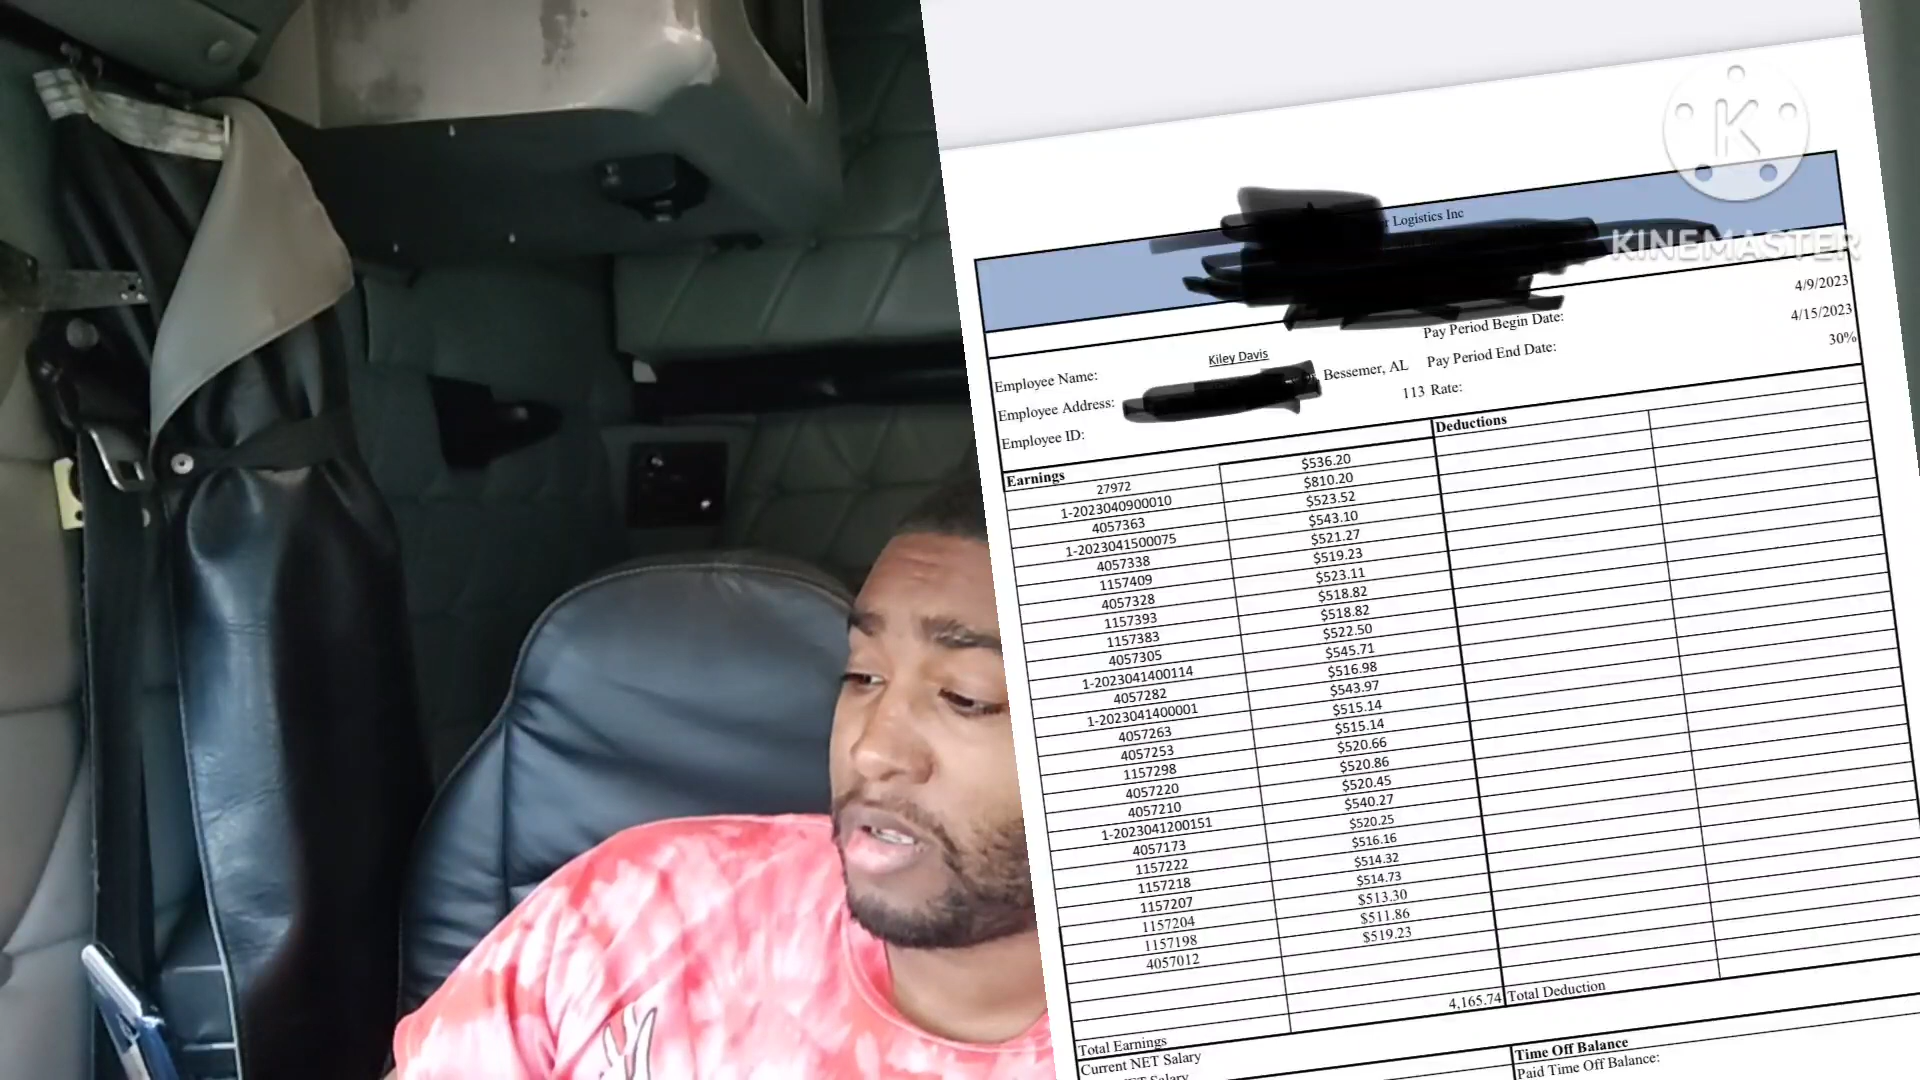 K
KINEMASTER
r Logistics Inc
Pay Period Begin Date: 4/9/2023
Pay Period End Date: 4/15/2023
113 Rate: 30%
Employee Name: Kiley Davis
Employee Address: Bessemer, AL
Employee ID:
Earnings
Deductions
27972 $536.20
1-2023040900010 $810.20
4057363 $523.52
1-2023041500075 $543.10
4057338 $521.27
1157409 $519.23
4057328 $523.11
1157393 $518.82
1157383 $518.82
4057305 $522.50
1-2023041400114 $545.71
4057282 $516.98
1-2023041400001 $543.97
4057263 $515.14
4057253 $515.14
1157298 $520.66
4057220 $520.86
4057210 $520.45
1-2023041200151 $540.27
4057173 $520.25
1157222 $516.16
1157218 $514.32
1157207 $514.73
1157204 $513.30
1157198 $511.86
4057012 $519.23
Total Earnings 4,165.74 Total Deduction
Current NET Salary
Time Off Balance
Paid Time Off Balance: